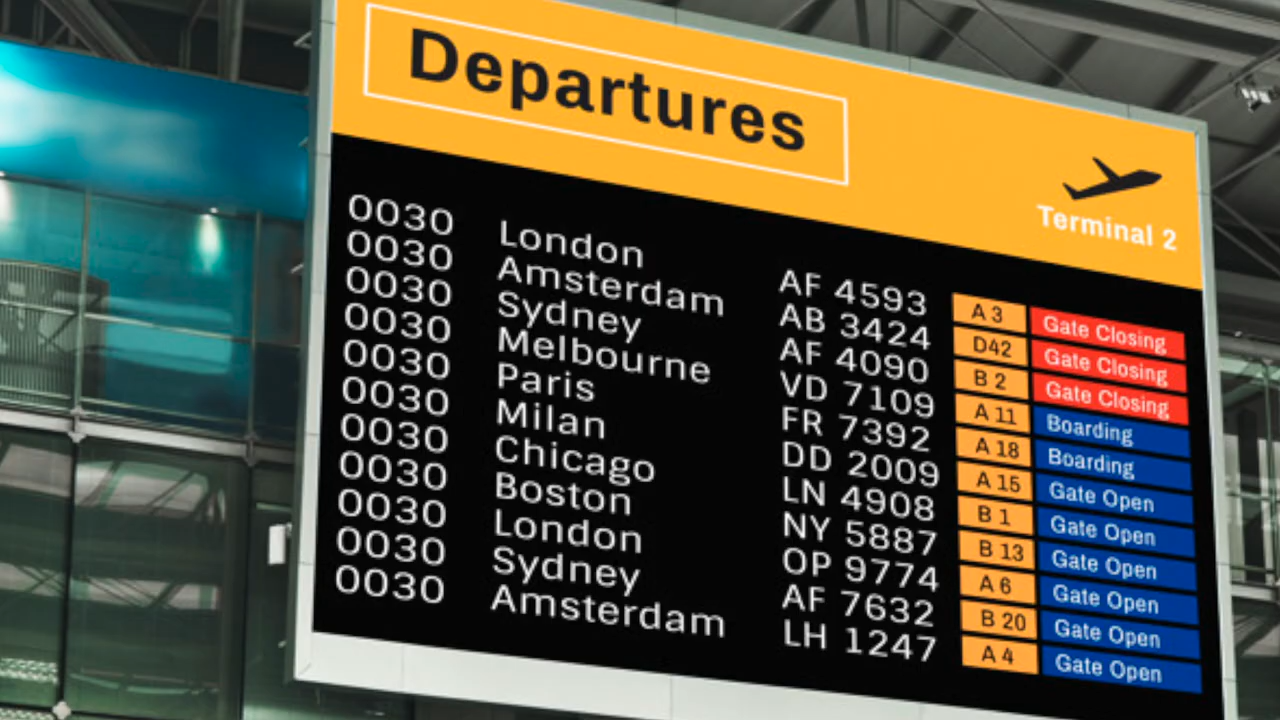 Departures
Terminal 2
0030 London AF 4593 A 3 Gate Closing
0030 Amsterdam AB 3424 D42 Gate Closing
0030 Sydney AF 4090 B 2 Gate Closing
0030 Melbourne VD 7109 A 11 Boarding
0030 Paris FR 7392 A 18 Boarding
0030 Milan DD 2009 A 15 Gate Open
0030 Chicago LN 4908 B 1 Gate Open
0030 Boston NY 5887 B 13 Gate Open
0030 London OP 9774 A 6 Gate Open
0030 Sydney AF 7632 B 20 Gate Open
0030 Amsterdam LH 1247 A 4 Gate Open